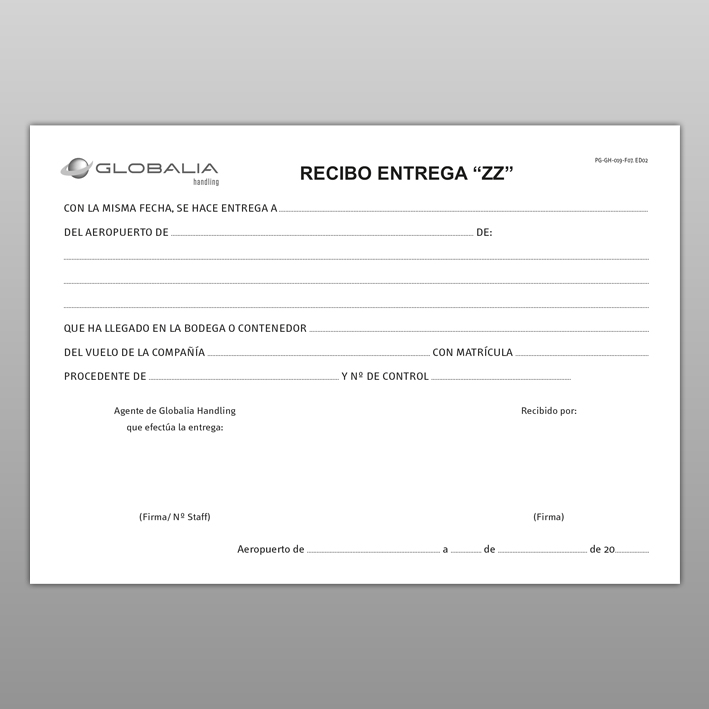 GLOBALIA
handling
RECIBO ENTREGA “ZZ”
PG-GH-019-F07. ED02
CON LA MISMA FECHA, SE HACE ENTREGA A
DEL AEROPUERTO DE DE:
QUE HA LLEGADO EN LA BODEGA O CONTENEDOR
DEL VUELO DE LA COMPAÑÍA CON MATRÍCULA
PROCEDENTE DE Y Nº DE CONTROL
Agente de Globalia Handling
que efectúa la entrega:
Recibido por:
(Firma/ Nº Staff)
(Firma)
Aeropuerto de a de de 20